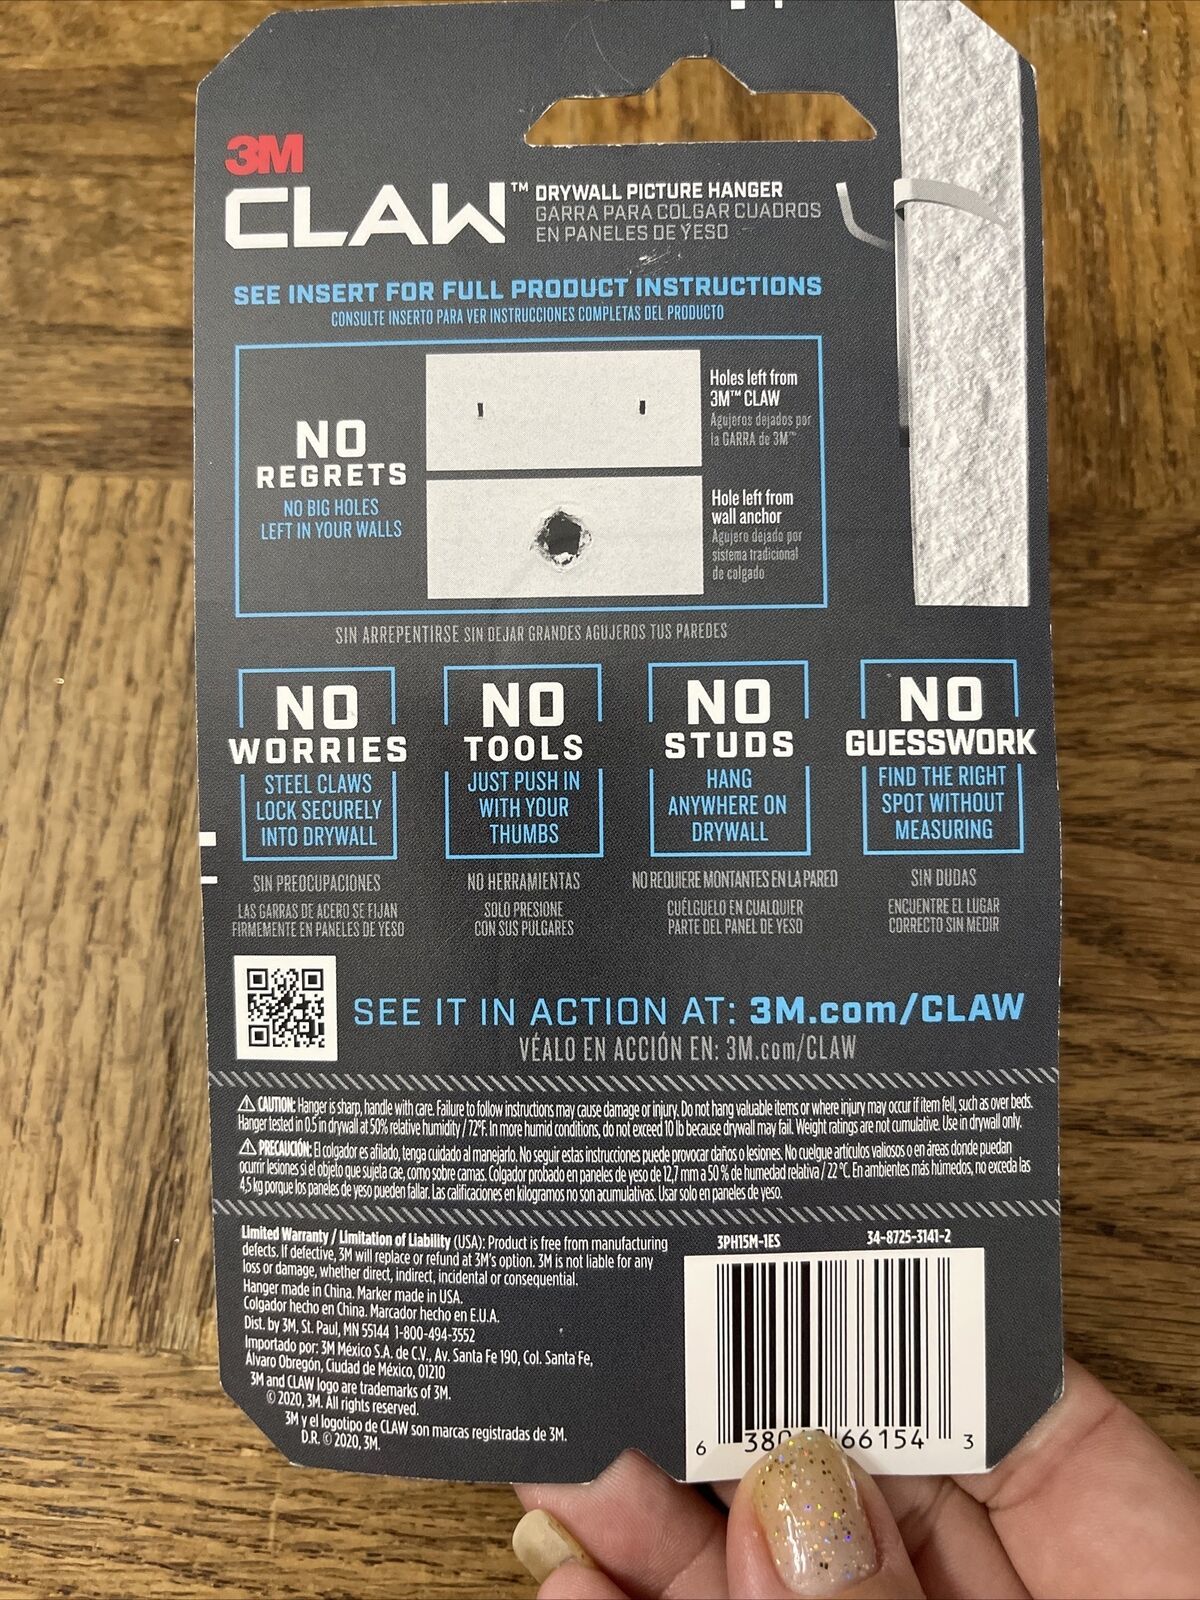 3M
CLAW™
DRYWALL PICTURE HANGER
GARRA PARA COLGAR CUADROS
EN PANELES DE YESO
SEE INSERT FOR FULL PRODUCT INSTRUCTIONS
CONSULTE INSERTO PARA VER INSTRUCCIONES COMPLETAS DEL PRODUCTO
NO
REGRETS
NO BIG HOLES
LEFT IN YOUR WALLS
Holes left from
3M™ CLAW
Agujeros dejados por
la GARRA de 3M™
Hole left from
wall anchor
Agujero dejado por
sistema tradicional
de colgado
SIN ARREPENTIRSE SIN DEJAR GRANDES AGUJEROS TUS PAREDES
NO
WORRIES
STEEL CLAWS
LOCK SECURELY
INTO DRYWALL
SIN PREOCUPACIONES
LAS GARRAS DE ACERO SE FIJAN
FIRMEMENTE EN PANELES DE YESO
NO
TOOLS
JUST PUSH IN
WITH YOUR
THUMBS
NO HERRAMIENTAS
SOLO PRESIONE
CON SUS PULGARES
NO
STUDS
HANG
ANYWHERE ON
DRYWALL
NO REQUIERE MONTANTES EN LA PARED
CUÉLGUELO EN CUALQUIER
PARTE DEL PANEL DE YESO
NO
GUESSWORK
FIND THE RIGHT
SPOT WITHOUT
MEASURING
SIN DUDAS
ENCUENTRE EL LUGAR
CORRECTO SIN MEDIR
SEE IT IN ACTION AT: 3M.com/CLAW
VÉALO EN ACCIÓN EN: 3M.com/CLAW
⚠ CAUTION: Hanger is sharp, handle with care. Failure to follow instructions may cause damage or injury. Do not hang valuable items or where injury may occur if item fell, such as over beds.
Hanger tested in 0.5 in drywall at 50% relative humidity / 72°F. In more humid conditions, do not exceed 10 lb because drywall may fail. Weight ratings are not cumulative. Use in drywall only.
⚠ PRECAUCIÓN: El colgador es afilado, tenga cuidado al manejarlo. No seguir estas instrucciones puede provocar daños o lesiones. No cuelgue artículos valiosos o en áreas donde puedan
ocurrir lesiones si el objeto que sujeta cae, como sobre camas. Colgador probado en paneles de yeso de 12,7 mm a 50 % de humedad relativa / 22 °C. En ambientes más húmedos, no exceda las
4,5 kg porque los paneles de yeso pueden fallar. Las calificaciones en kilogramos no son acumulativas. Usar solo en paneles de yeso.
Limited Warranty / Limitation of Liability (USA): Product is free from manufacturing
defects. If defective, 3M will replace or refund at 3M's option. 3M is not liable for any
loss or damage, whether direct, indirect, incidental or consequential.
Hanger made in China. Marker made in USA.
Colgador hecho en China. Marcador hecho en E.U.A.
Dist. by 3M, St. Paul, MN 55144 1-800-494-3552
Importado por: 3M México S.A. de C.V., Av. Santa Fe 190, Col. Santa Fe,
Álvaro Obregón, Ciudad de México, 01210
3M and CLAW logo are trademarks of 3M.
© 2020, 3M. All rights reserved.
3M y el logotipo de CLAW son marcas registradas de 3M.
D.R. © 2020, 3M.
3PH15M-1ES 34-8725-3141-2
6 380 66154 3